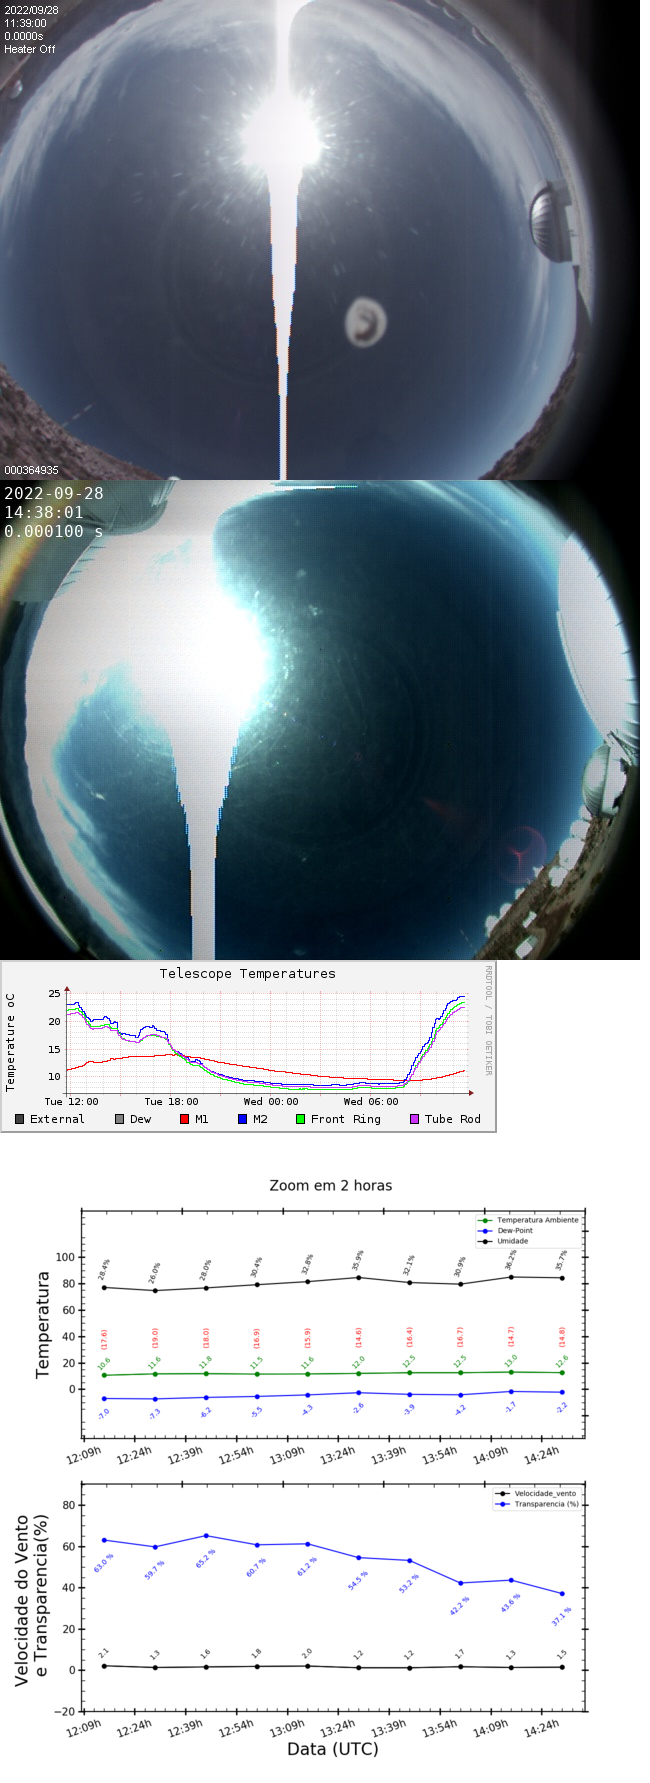 2022/09/28
11:39:00
0.0000s
Heater Off
000364935
2022-09-28
14:38:01
0.000100 s
Telescope Temperatures
RRDTOOL / TOBI OETIKER
Temperature oC
25
20
15
10
Tue 12:00 Tue 18:00 Wed 00:00 Wed 06:00
External Dew M1 M2 Front Ring Tube Rod
Zoom em 2 horas
Temperatura Ambiente
Dew-Point
Umidade
Temperatura
100
80
60
40
20
0
28.4% 26.0% 28.0% 30.4% 32.8% 35.9% 32.1% 30.9% 36.2% 35.7%
(17.6) (19.0) (18.0) (16.9) (15.9) (14.6) (16.4) (16.7) (14.7) (14.8)
10.6 11.6 11.8 11.5 11.6 12.0 12.5 12.5 13.0 12.6
-7.0 -7.3 -6.2 -5.5 -4.3 -2.6 -3.9 -4.2 -1.7 -2.2
12:09h 12:24h 12:39h 12:54h 13:09h 13:24h 13:39h 13:54h 14:09h 14:24h
Velocidade_vento
Transparencia (%)
Velocidade do Vento
e Transparencia(%)
80
60
40
20
0
−20
63.0 % 59.7 % 65.2 % 60.7 % 61.2 % 54.5 % 53.2 % 42.2 % 43.6 % 37.1 %
2.1 1.3 1.6 1.8 2.0 1.2 1.2 1.7 1.3 1.5
12:09h 12:24h 12:39h 12:54h 13:09h 13:24h 13:39h 13:54h 14:09h 14:24h
Data (UTC)